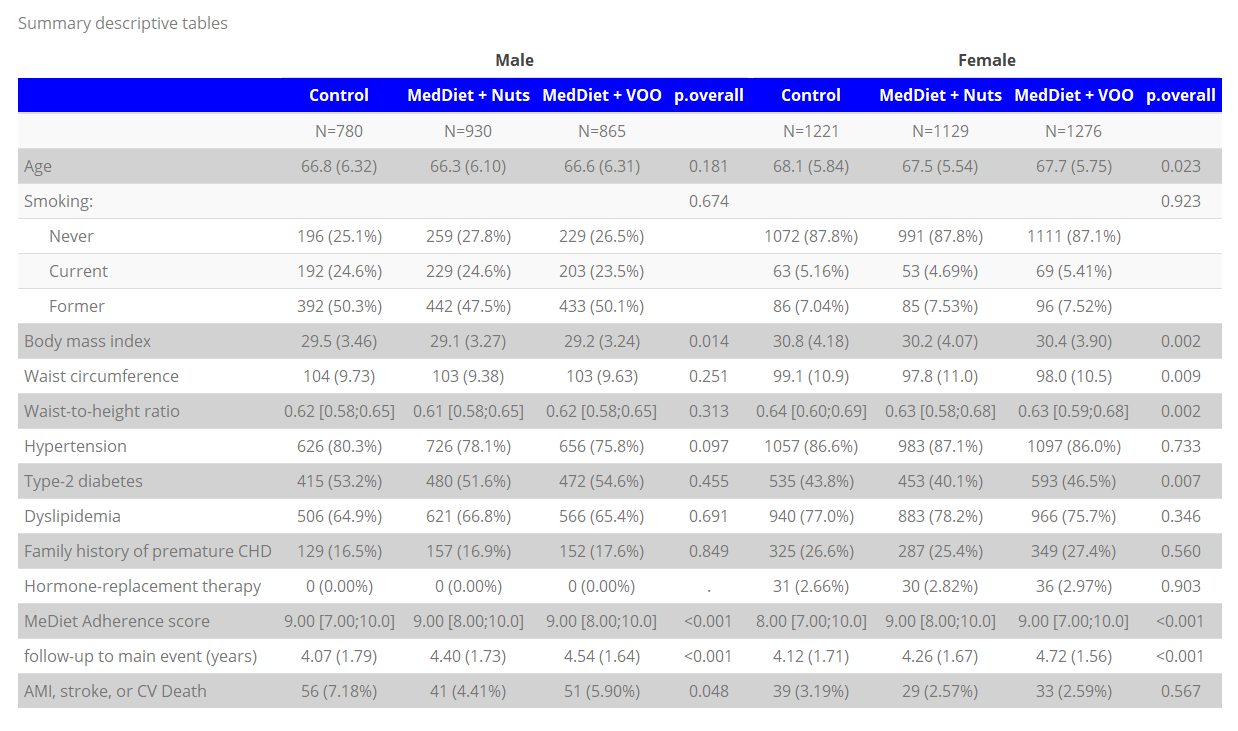 Summary descriptive tables
Male Female
Control MedDiet + Nuts MedDiet + VOO p.overall Control MedDiet + Nuts MedDiet + VOO p.overall
N=780 N=930 N=865 N=1221 N=1129 N=1276
Age 66.8 (6.32) 66.3 (6.10) 66.6 (6.31) 0.181 68.1 (5.84) 67.5 (5.54) 67.7 (5.75) 0.023
Smoking: 0.674 0.923
Never 196 (25.1%) 259 (27.8%) 229 (26.5%) 1072 (87.8%) 991 (87.8%) 1111 (87.1%)
Current 192 (24.6%) 229 (24.6%) 203 (23.5%) 63 (5.16%) 53 (4.69%) 69 (5.41%)
Former 392 (50.3%) 442 (47.5%) 433 (50.1%) 86 (7.04%) 85 (7.53%) 96 (7.52%)
Body mass index 29.5 (3.46) 29.1 (3.27) 29.2 (3.24) 0.014 30.8 (4.18) 30.2 (4.07) 30.4 (3.90) 0.002
Waist circumference 104 (9.73) 103 (9.38) 103 (9.63) 0.251 99.1 (10.9) 97.8 (11.0) 98.0 (10.5) 0.009
Waist-to-height ratio 0.62 [0.58;0.65] 0.61 [0.58;0.65] 0.62 [0.58;0.65] 0.313 0.64 [0.60;0.69] 0.63 [0.58;0.68] 0.63 [0.59;0.68] 0.002
Hypertension 626 (80.3%) 726 (78.1%) 656 (75.8%) 0.097 1057 (86.6%) 983 (87.1%) 1097 (86.0%) 0.733
Type-2 diabetes 415 (53.2%) 480 (51.6%) 472 (54.6%) 0.455 535 (43.8%) 453 (40.1%) 593 (46.5%) 0.007
Dyslipidemia 506 (64.9%) 621 (66.8%) 566 (65.4%) 0.691 940 (77.0%) 883 (78.2%) 966 (75.7%) 0.346
Family history of premature CHD 129 (16.5%) 157 (16.9%) 152 (17.6%) 0.849 325 (26.6%) 287 (25.4%) 349 (27.4%) 0.560
Hormone-replacement therapy 0 (0.00%) 0 (0.00%) 0 (0.00%) . 31 (2.66%) 30 (2.82%) 36 (2.97%) 0.903
MeDiet Adherence score 9.00 [7.00;10.0] 9.00 [8.00;10.0] 9.00 [8.00;10.0] <0.001 8.00 [7.00;10.0] 9.00 [8.00;10.0] 9.00 [7.00;10.0] <0.001
follow-up to main event (years) 4.07 (1.79) 4.40 (1.73) 4.54 (1.64) <0.001 4.12 (1.71) 4.26 (1.67) 4.72 (1.56) <0.001
AMI, stroke, or CV Death 56 (7.18%) 41 (4.41%) 51 (5.90%) 0.048 39 (3.19%) 29 (2.57%) 33 (2.59%) 0.567